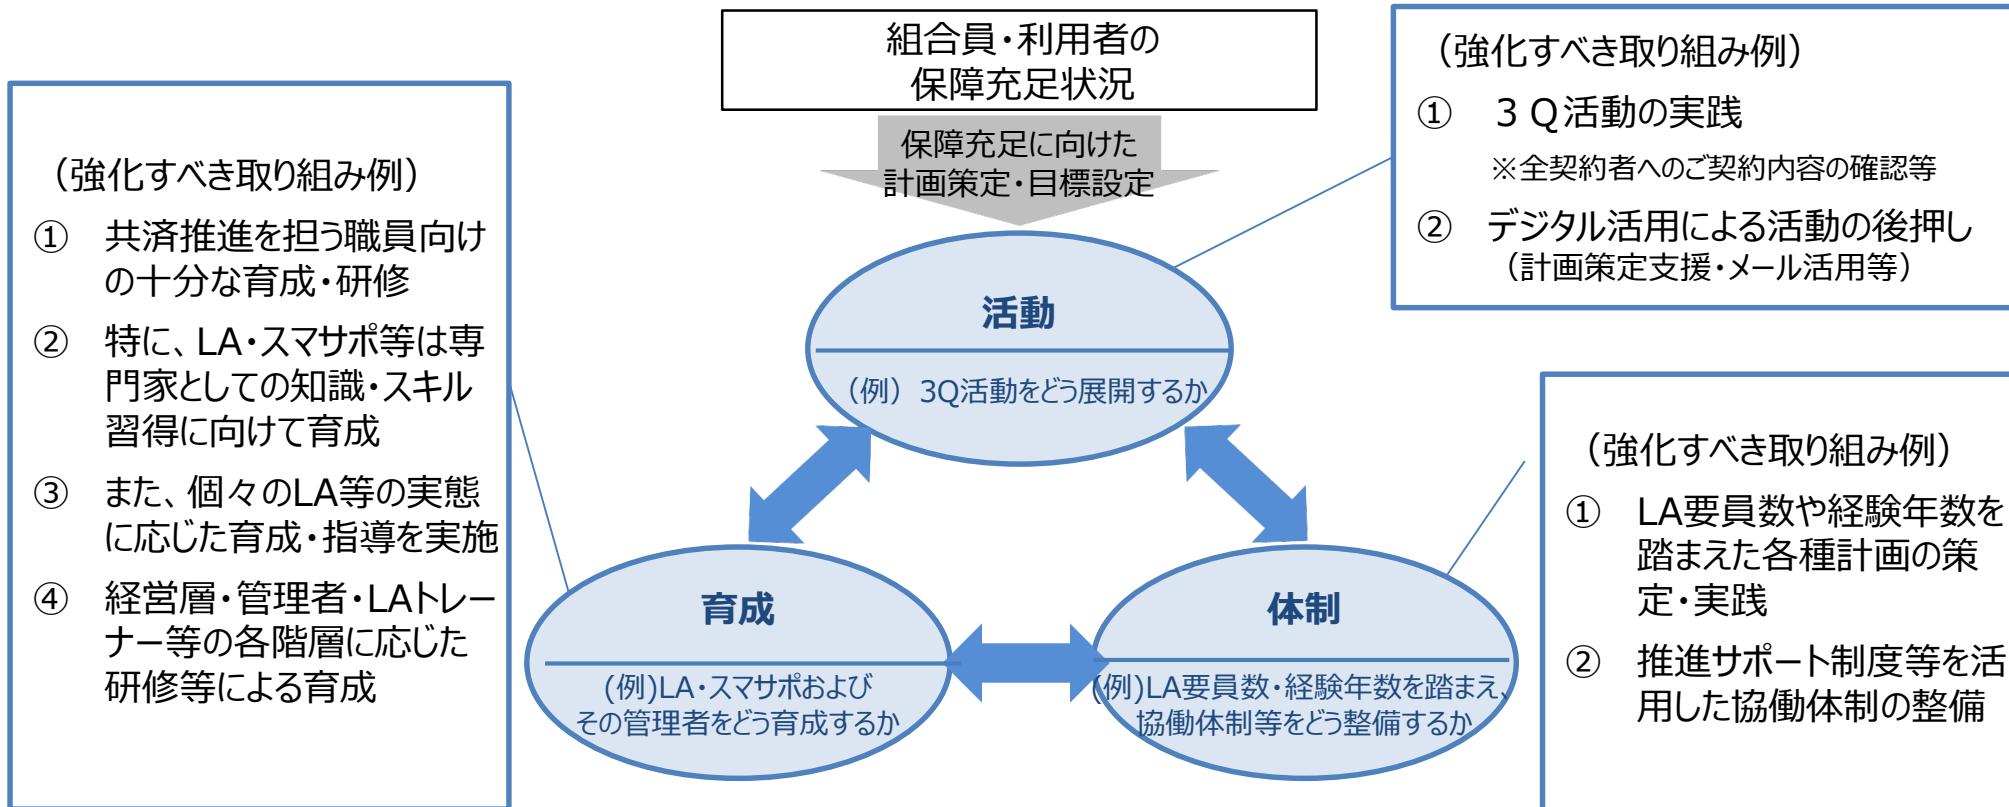 組合員・利用者の
保障充足状況
保障充足に向けた
計画策定・目標設定
(強化すべき取り組み例)
① 共済推進を担う職員向け
の十分な育成・研修
② 特に、LA・スマサポ等は専
門家としての知識・スキル
習得に向けて育成
③ また、個々のLA等の実態
に応じた育成・指導を実施
④ 経営層・管理者・LAトレー
ナー等の各階層に応じた
研修等による育成
(強化すべき取り組み例)
① 3Q活動の実践
※全契約者へのご契約内容の確認等
② デジタル活用による活動の後押し
(計画策定支援・メール活用等)
活動
(例) 3Q活動をどう展開するか
育成
(例)LA・スマサポおよび
その管理者をどう育成するか
体制
(例)LA要員数・経験年数を踏まえ、
協働体制等をどう整備するか
(強化すべき取り組み例)
① LA要員数や経験年数を
踏まえた各種計画の策
定・実践
② 推進サポート制度等を活
用した協働体制の整備